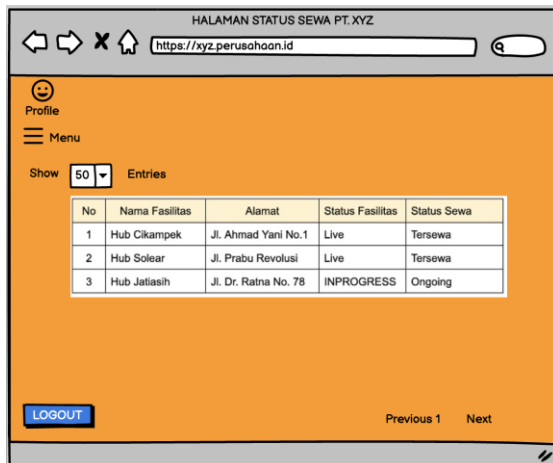 HALAMAN STATUS SEWA PT. XYZ
https://xyz.perusahaan.id
Profile
Menu
Show 50 Entries
No Nama Fasilitas Alamat Status Fasilitas Status Sewa
1 Hub Cikampek Jl. Ahmad Yani No.1 Live Tersewa
2 Hub Solear Jl. Prabu Revolusi Live Tersewa
3 Hub Jatiasih Jl. Dr. Ratna No. 78 INPROGRESS Ongoing
LOGOUT Previous 1 Next